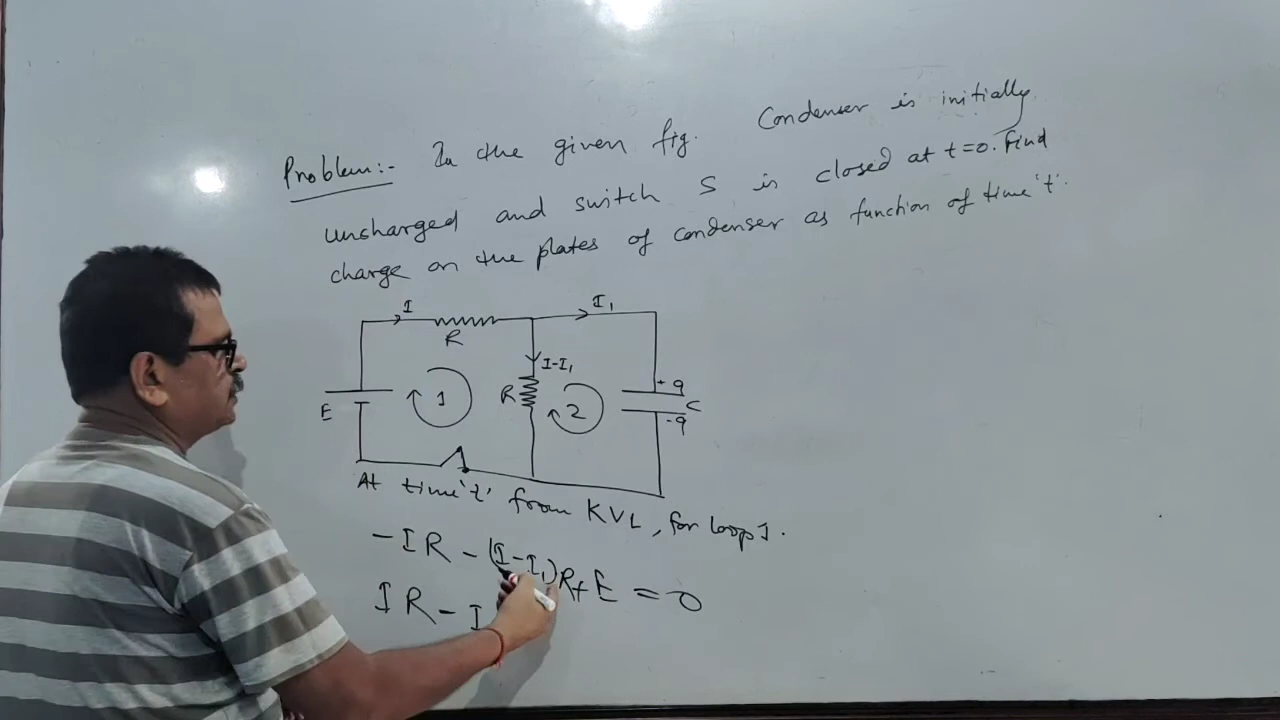 Problem:- In the given fig. Condenser is initially
uncharged and switch S is closed at t=0. Find
charge on the plates of condenser as function of time 't'.
I
I₁
R
I-I₁
R
E
1
2
+q
C
-q
At time 't' from KVL, for loop 1.
-IR-(I-I₁)R+E=0
IR-I